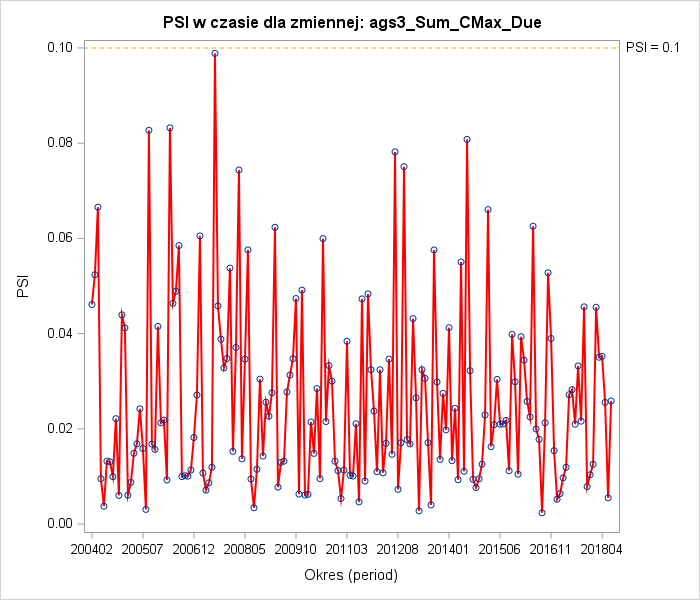 PSI w czasie dla zmiennej: ags3_Sum_CMax_Due
0.10
PSI = 0.1
0.08
0.06
0.04
0.02
0.00
PSI
200402 200507 200612 200805 200910 201103 201208 201401 201506 201611 201804
Okres (period)